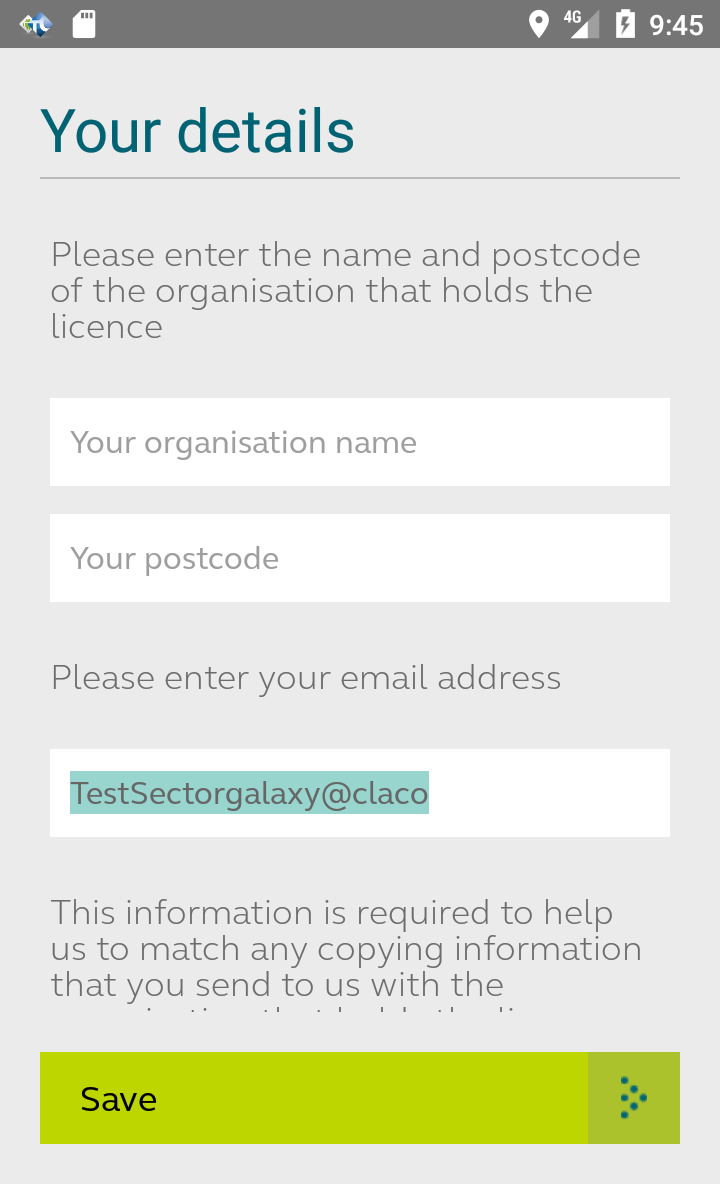 4G 9:45
Your details
Please enter the name and postcode
of the organisation that holds the
licence
Your organisation name
Your postcode
Please enter your email address
TestSectorgalaxy@claco
This information is required to help
us to match any copying information
that you send to us with the
Save